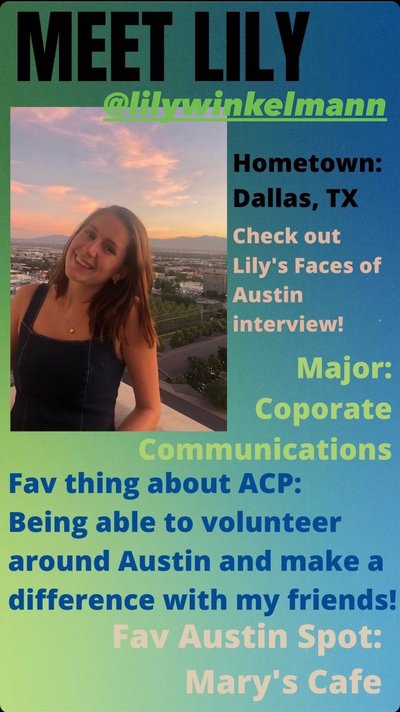 MEET LILY
@lilywinkelmann
Hometown:
Dallas, TX
Check out
Lily's Faces of
Austin
interview!
Major:
Coporate
Communications
Fav thing about ACP:
Being able to volunteer
around Austin and make a
difference with my friends!
Fav Austin Spot:
Mary's Cafe